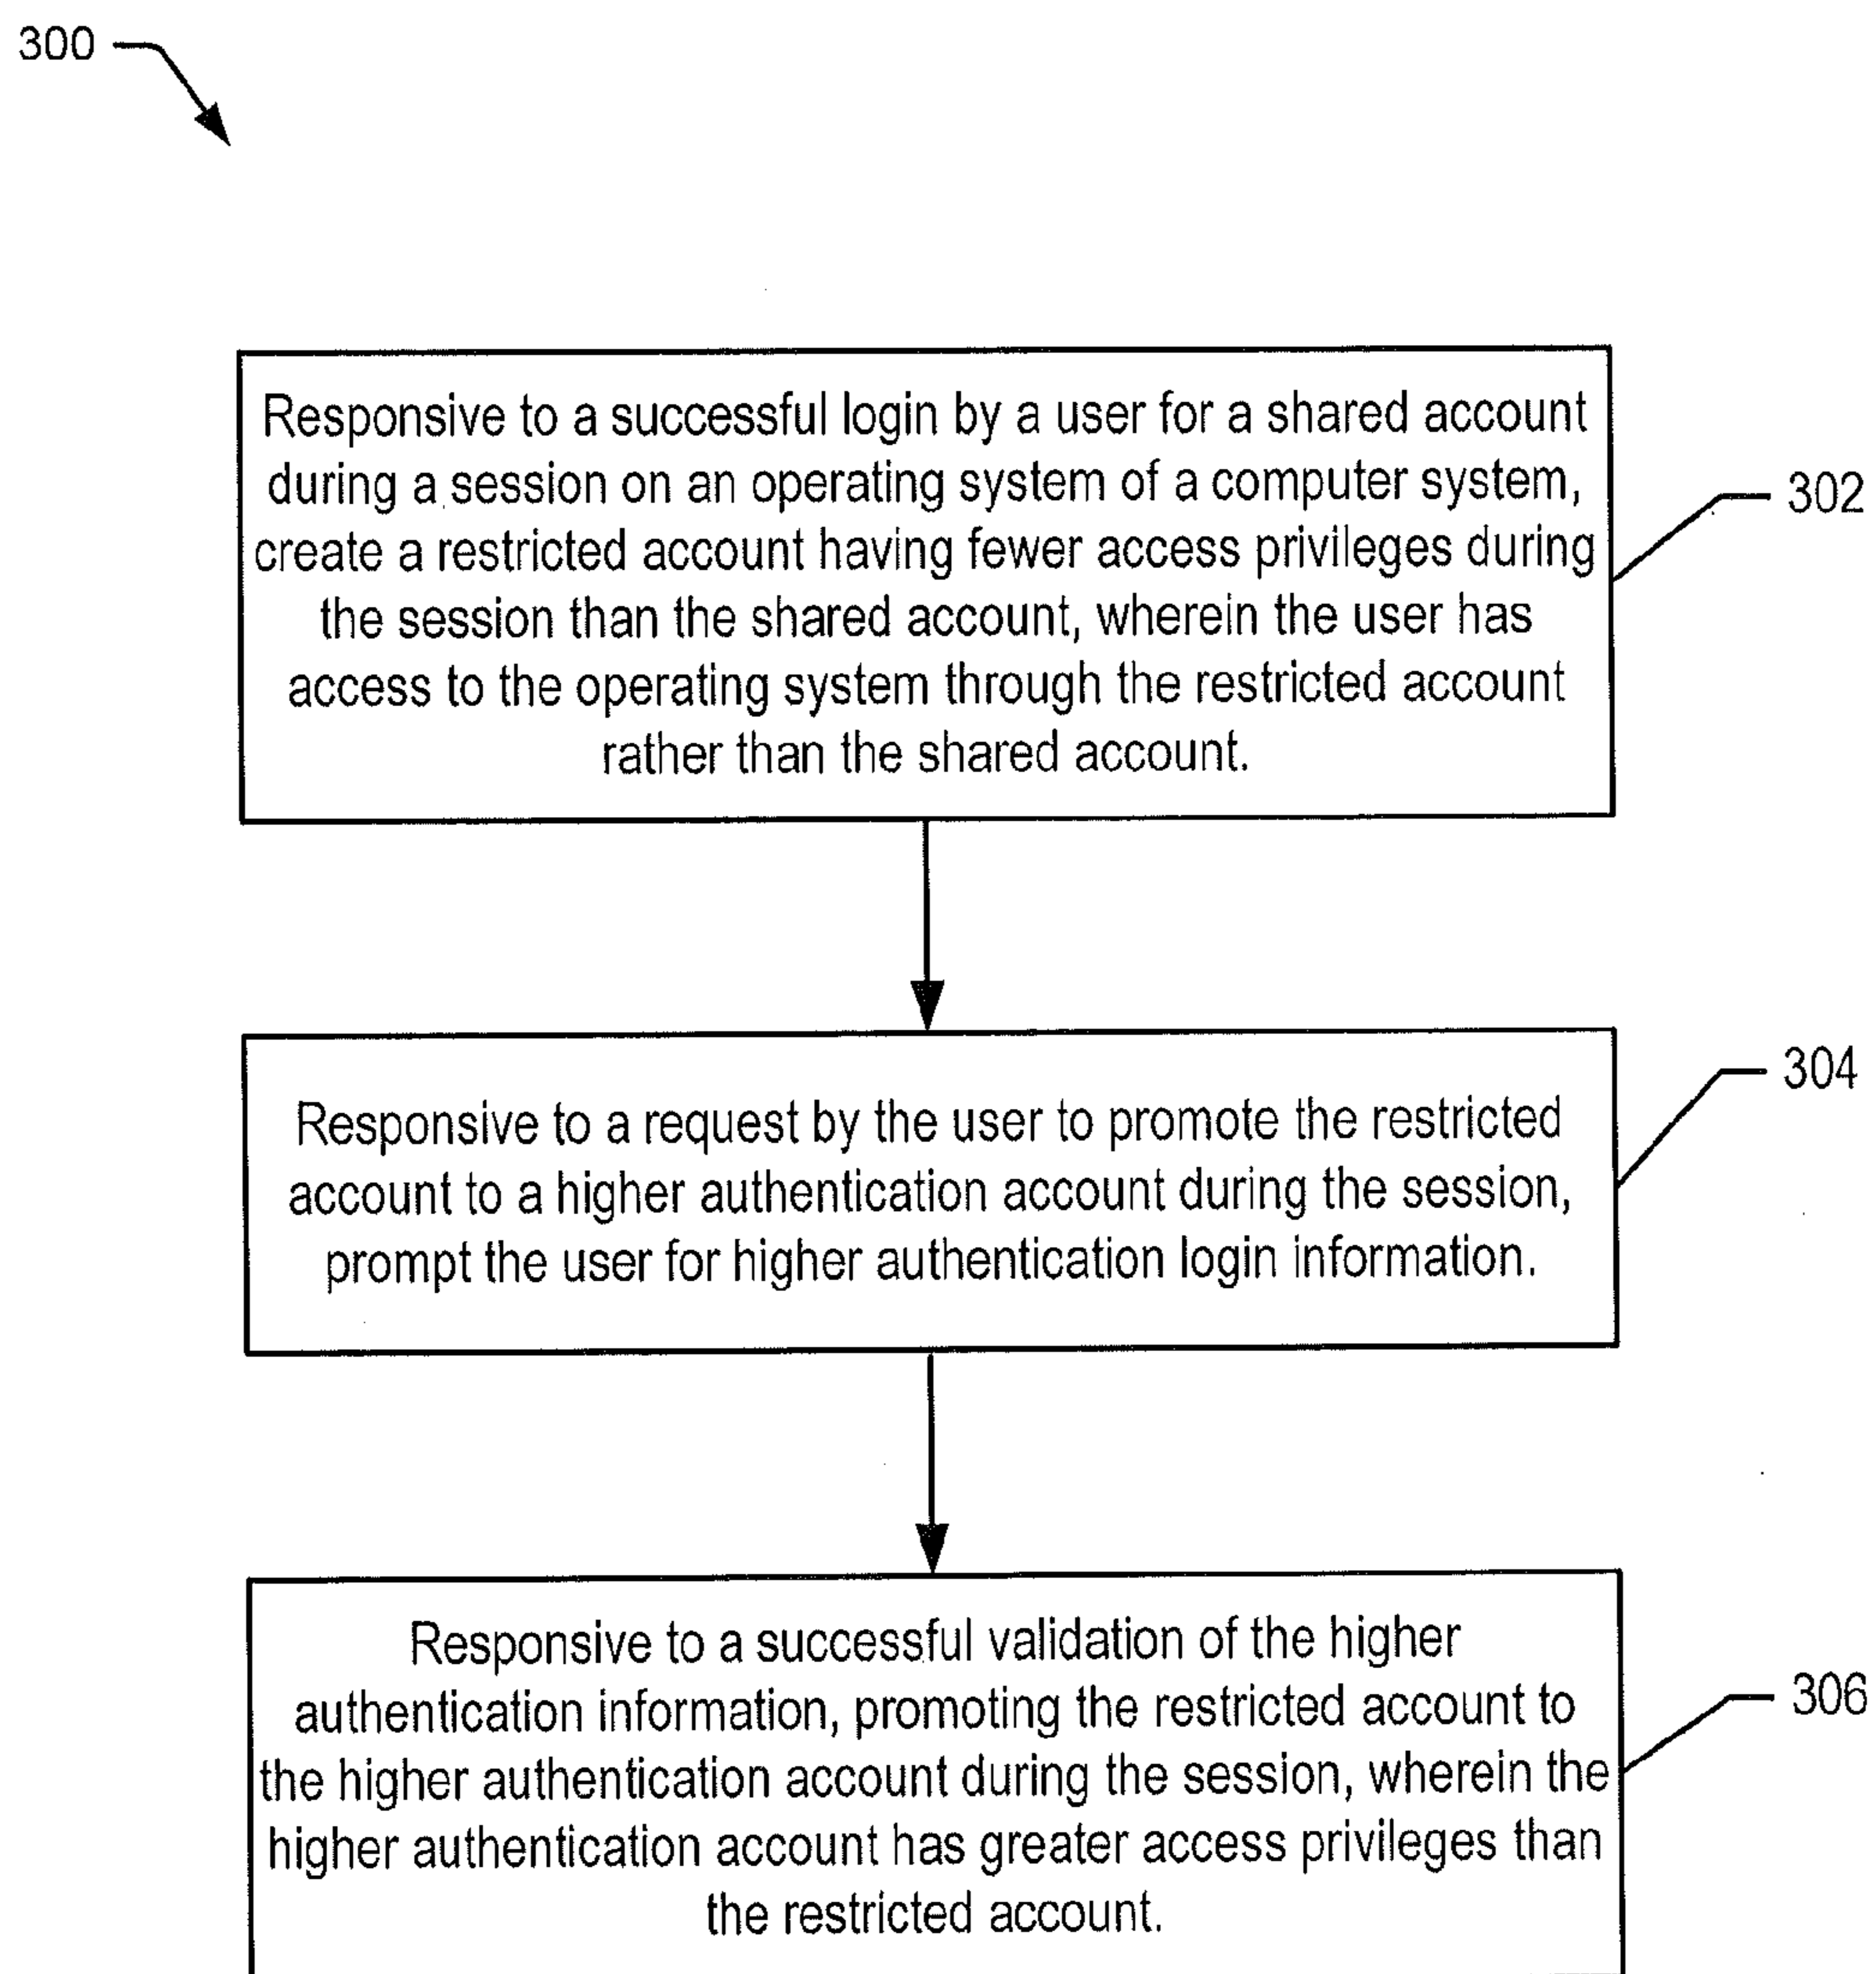 300
Responsive to a successful login by a user for a shared account
during a session on an operating system of a computer system,
create a restricted account having fewer access privileges during
the session than the shared account, wherein the user has
access to the operating system through the restricted account
rather than the shared account.
302
Responsive to a request by the user to promote the restricted
account to a higher authentication account during the session,
prompt the user for higher authentication login information.
304
Responsive to a successful validation of the higher
authentication information, promoting the restricted account to
the higher authentication account during the session, wherein the
higher authentication account has greater access privileges than
the restricted account.
306